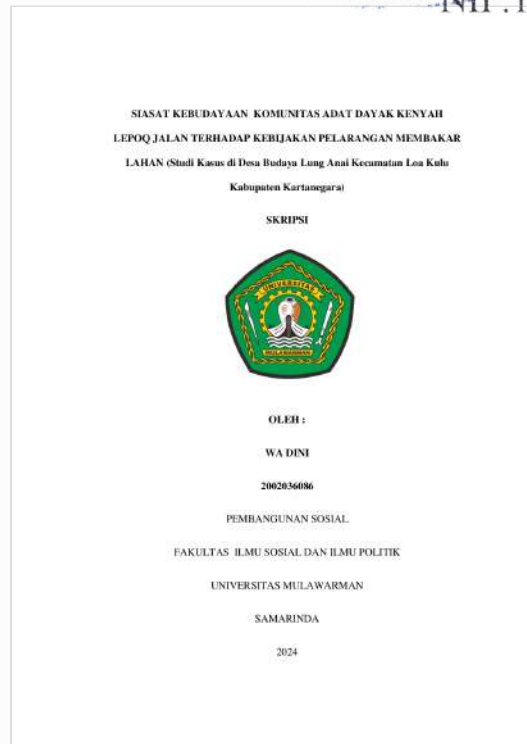 SIASAT KEBUDAYAAN KOMUNITAS ADAT DAYAK KENYAH
LEPOQ JALAN TERHADAP KEBIJAKAN PELARANGAN MEMBAKAR
LAHAN (Studi Kasus di Desa Budaya Lung Anai Kecamatan Loa Kulu
Kabupaten Kartanegara)
SKRIPSI
UNIVERSITAS
MULAWARMAN
OLEH :
WA DINI
2002036086
PEMBANGUNAN SOSIAL
FAKULTAS ILMU SOSIAL DAN ILMU POLITIK
UNIVERSITAS MULAWARMAN
SAMARINDA
2024